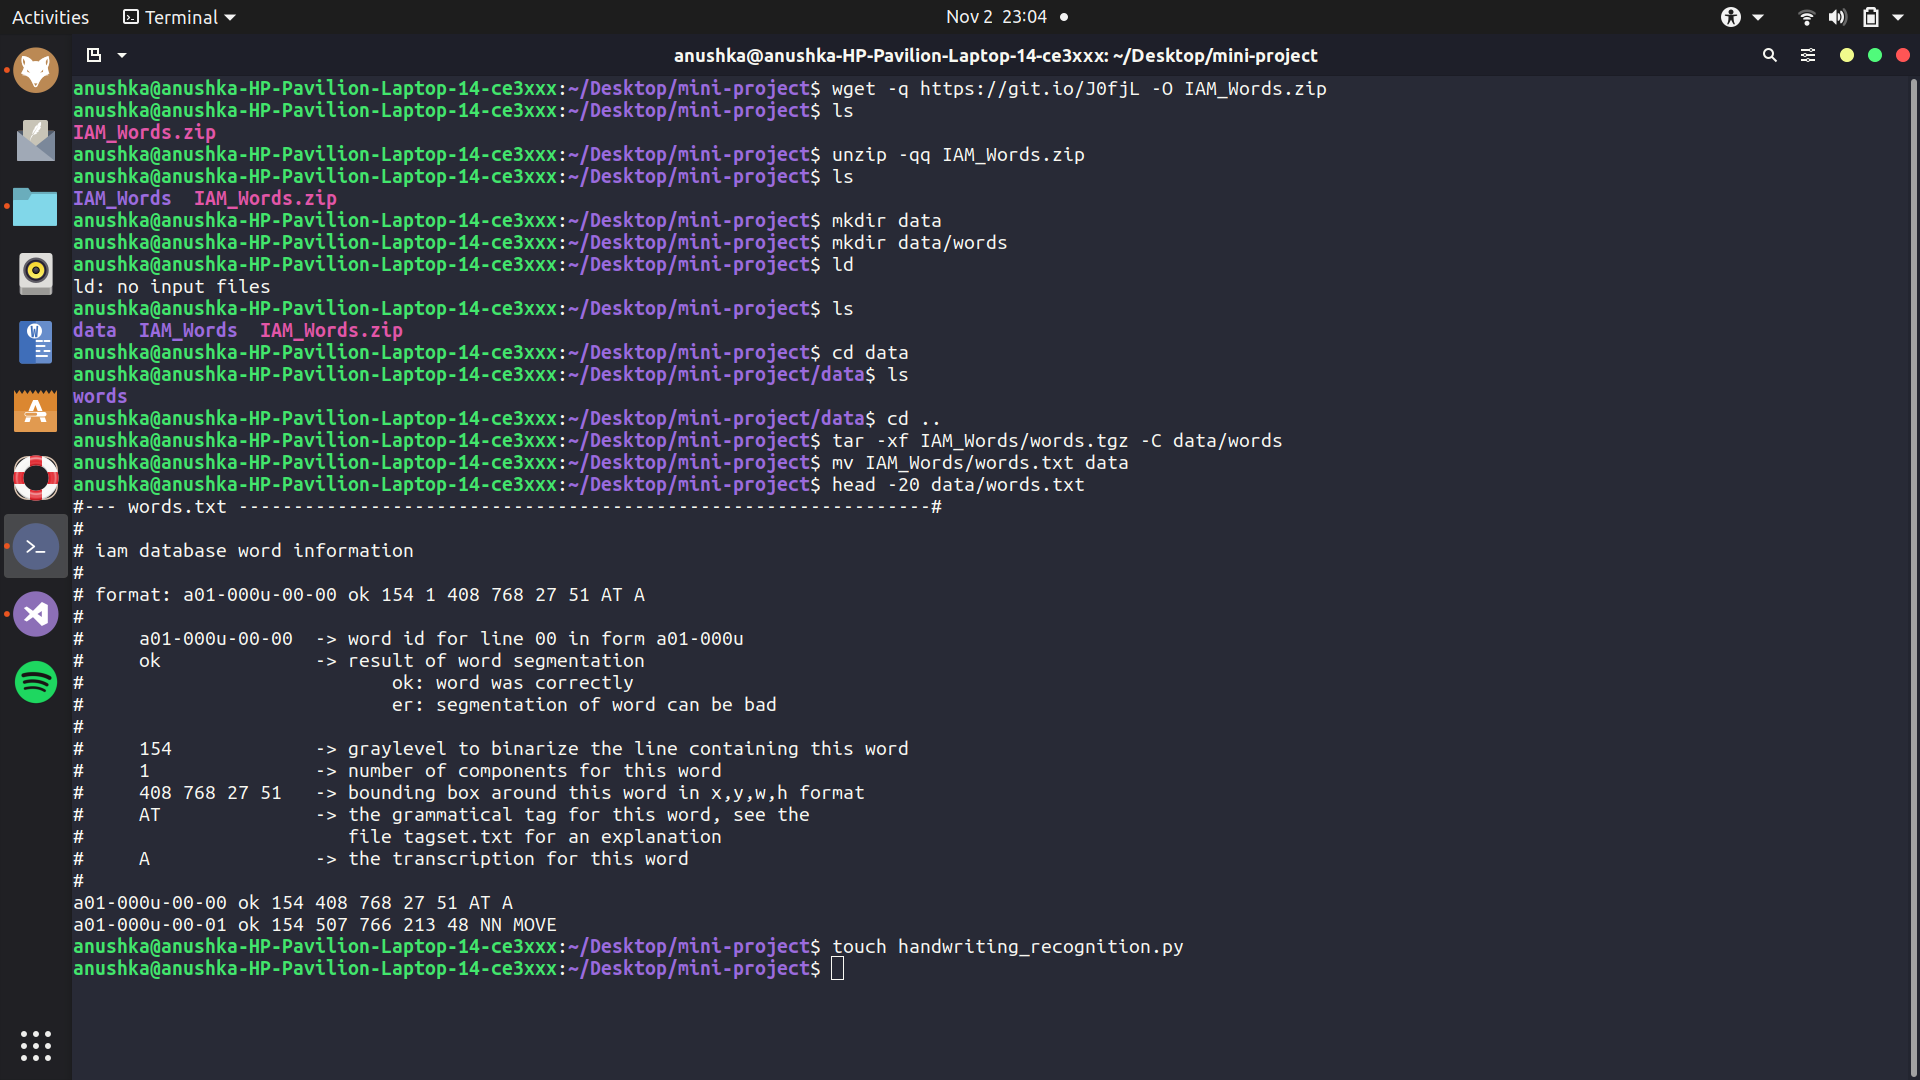 Activities Terminal Nov 2 23:04
anushka@anushka-HP-Pavilion-Laptop-14-ce3xxx: ~/Desktop/mini-project
anushka@anushka-HP-Pavilion-Laptop-14-ce3xxx:~/Desktop/mini-project$ wget -q https://git.io/J0fjL -O IAM_Words.zip
anushka@anushka-HP-Pavilion-Laptop-14-ce3xxx:~/Desktop/mini-project$ ls
IAM_Words.zip
anushka@anushka-HP-Pavilion-Laptop-14-ce3xxx:~/Desktop/mini-project$ unzip -qq IAM_Words.zip
anushka@anushka-HP-Pavilion-Laptop-14-ce3xxx:~/Desktop/mini-project$ ls
IAM_Words  IAM_Words.zip
anushka@anushka-HP-Pavilion-Laptop-14-ce3xxx:~/Desktop/mini-project$ mkdir data
anushka@anushka-HP-Pavilion-Laptop-14-ce3xxx:~/Desktop/mini-project$ mkdir data/words
anushka@anushka-HP-Pavilion-Laptop-14-ce3xxx:~/Desktop/mini-project$ ld
ld: no input files
anushka@anushka-HP-Pavilion-Laptop-14-ce3xxx:~/Desktop/mini-project$ ls
data  IAM_Words  IAM_Words.zip
anushka@anushka-HP-Pavilion-Laptop-14-ce3xxx:~/Desktop/mini-project$ cd data
anushka@anushka-HP-Pavilion-Laptop-14-ce3xxx:~/Desktop/mini-project/data$ ls
words
anushka@anushka-HP-Pavilion-Laptop-14-ce3xxx:~/Desktop/mini-project/data$ cd ..
anushka@anushka-HP-Pavilion-Laptop-14-ce3xxx:~/Desktop/mini-project$ tar -xf IAM_Words/words.tgz -C data/words
anushka@anushka-HP-Pavilion-Laptop-14-ce3xxx:~/Desktop/mini-project$ mv IAM_Words/words.txt data
anushka@anushka-HP-Pavilion-Laptop-14-ce3xxx:~/Desktop/mini-project$ head -20 data/words.txt
#--- words.txt ---------------------------------------------------------------#
#
# iam database word information
#
# format: a01-000u-00-00 ok 154 1 408 768 27 51 AT A
#
#     a01-000u-00-00  -> word id for line 00 in form a01-000u
#     ok              -> result of word segmentation
#                            ok: word was correctly
#                            er: segmentation of word can be bad
#
#     154             -> graylevel to binarize the line containing this word
#     1               -> number of components for this word
#     408 768 27 51   -> bounding box around this word in x,y,w,h format
#     AT              -> the grammatical tag for this word, see the
#                        file tagset.txt for an explanation
#     A               -> the transcription for this word
#
a01-000u-00-00 ok 154 408 768 27 51 AT A
a01-000u-00-01 ok 154 507 766 213 48 NN MOVE
anushka@anushka-HP-Pavilion-Laptop-14-ce3xxx:~/Desktop/mini-project$ touch handwriting_recognition.py
anushka@anushka-HP-Pavilion-Laptop-14-ce3xxx:~/Desktop/mini-project$